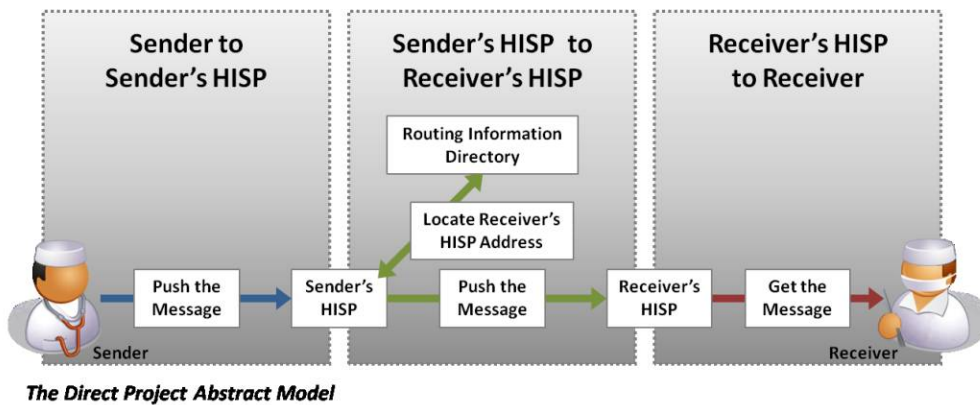 Sender to
Sender's HISP
Sender's HISP to
Receiver's HISP
Receiver's HISP
to Receiver
Routing Information
Directory
Locate Receiver's
HISP Address
Push the
Message
Sender's
HISP
Push the
Message
Receiver's
HISP
Get the
Message
Sender
Receiver
The Direct Project Abstract Model